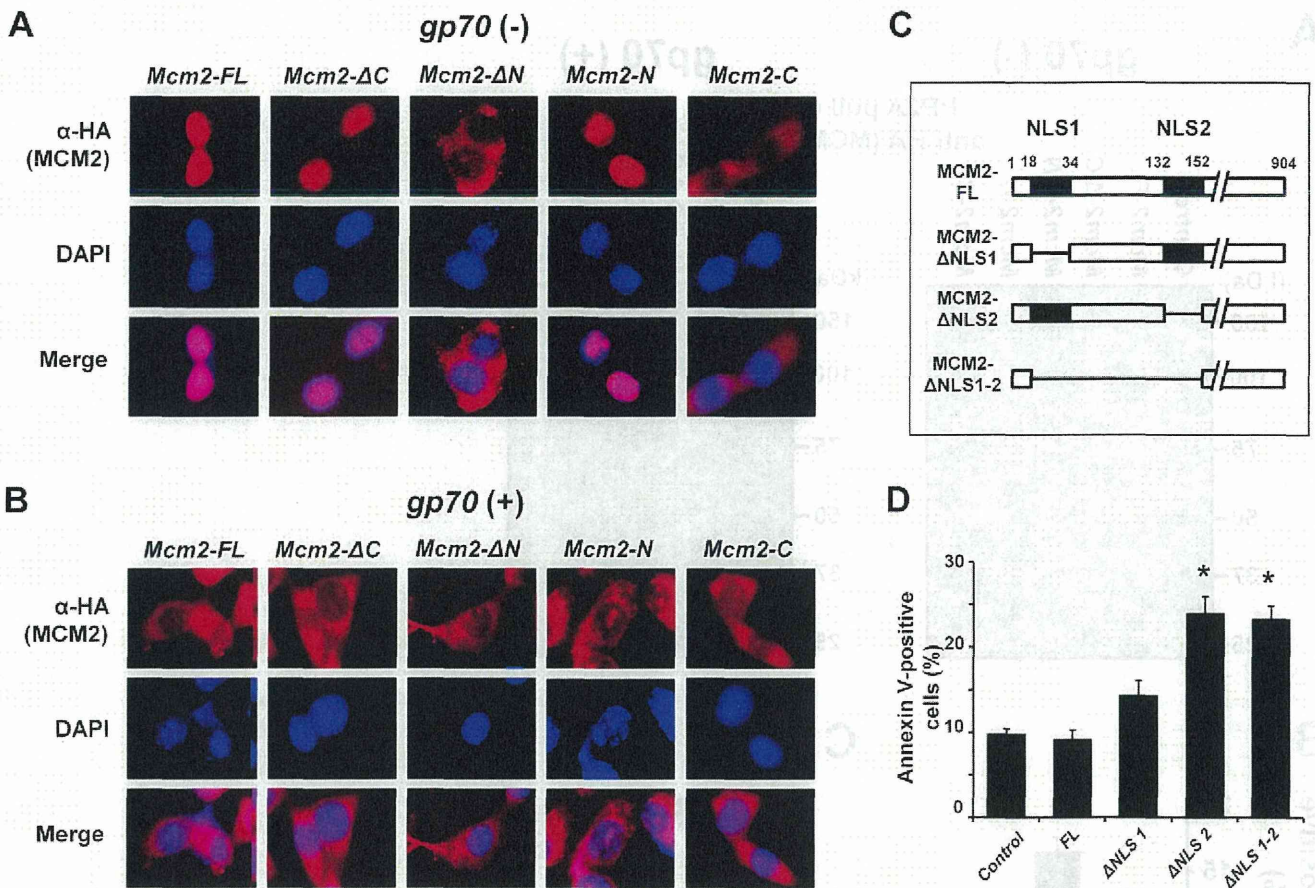 A
gp70 (-)
Mcm2-FL Mcm2-ΔC Mcm2-ΔN Mcm2-N Mcm2-C
α-HA
(MCM2)
DAPI
Merge
B
gp70 (+)
Mcm2-FL Mcm2-ΔC Mcm2-ΔN Mcm2-N Mcm2-C
α-HA
(MCM2)
DAPI
Merge
C
NLS1 NLS2
1 18 34 132 152 904
MCM2-
FL
MCM2-
ΔNLS1
MCM2-
ΔNLS2
MCM2-
ΔNLS1-2
D
Annexin V-positive
cells (%)
30
20
10
0
* *
Control FL ΔNLS 1 ΔNLS 2 ΔNLS 1-2